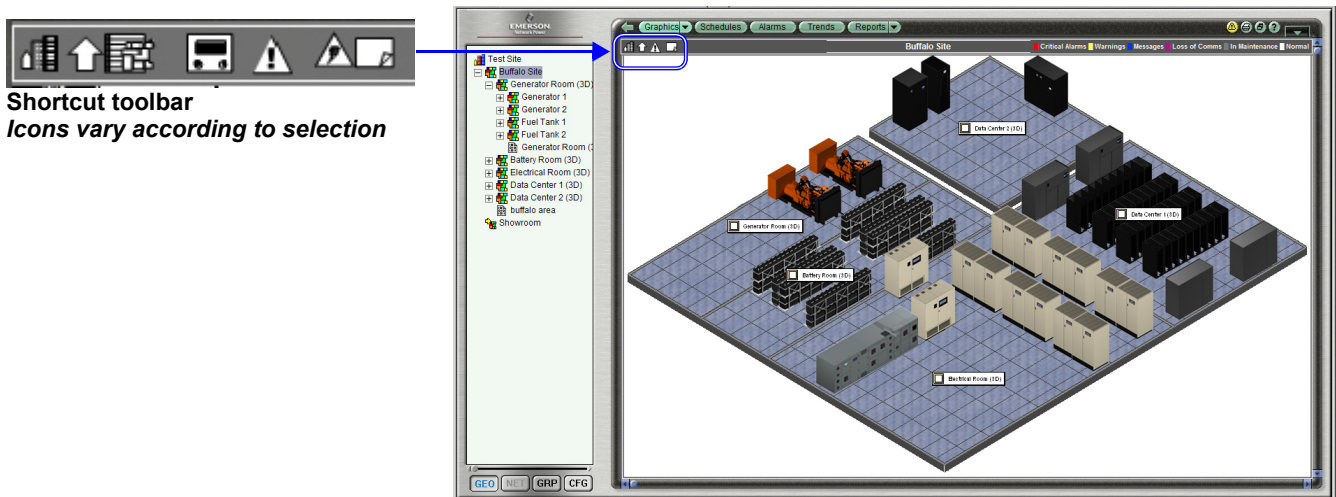 Shortcut toolbar
Icons vary according to selection
EMERSON
Network Power
Graphics
Schedules
Alarms
Trends
Reports
?
Buffalo Site
Critical Alarms
Warnings
Messages
Loss of Comms
In Maintenance
Normal
Test Site
Buffalo Site
Generator Room (3D)
Generator 1
Generator 2
Fuel Tank 1
Fuel Tank 2
Generator Room (3
Battery Room (3D)
Electrical Room (3D)
Data Center 1 (3D)
Data Center 2 (3D)
buffalo area
Showroom
Data Center 2 (3D)
Data Center 1 (3D)
Generator Room (3D)
Battery Room (3D)
Electrical Room (3D)
GEO
NET
GRP
CFG